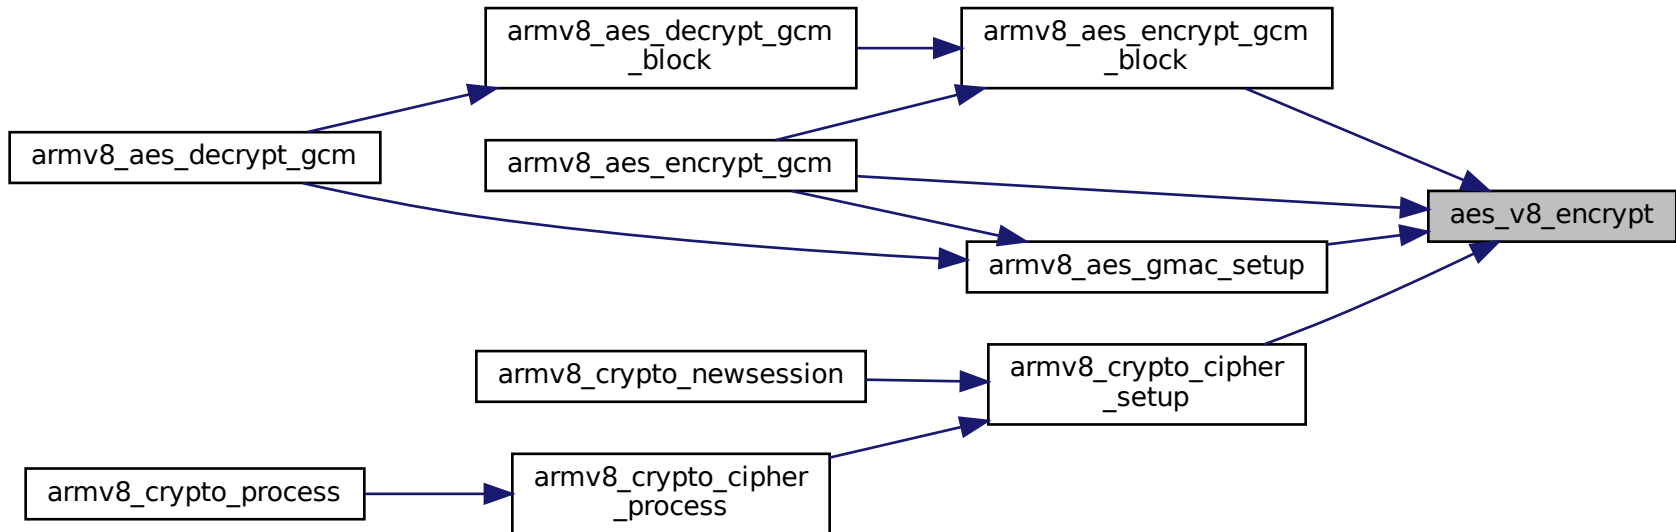 armv8_aes_decrypt_gcm
_block
armv8_aes_encrypt_gcm
_block
armv8_aes_decrypt_gcm
armv8_aes_encrypt_gcm
aes_v8_encrypt
armv8_aes_gmac_setup
armv8_crypto_newsession
armv8_crypto_cipher
_setup
armv8_crypto_process
armv8_crypto_cipher
_process